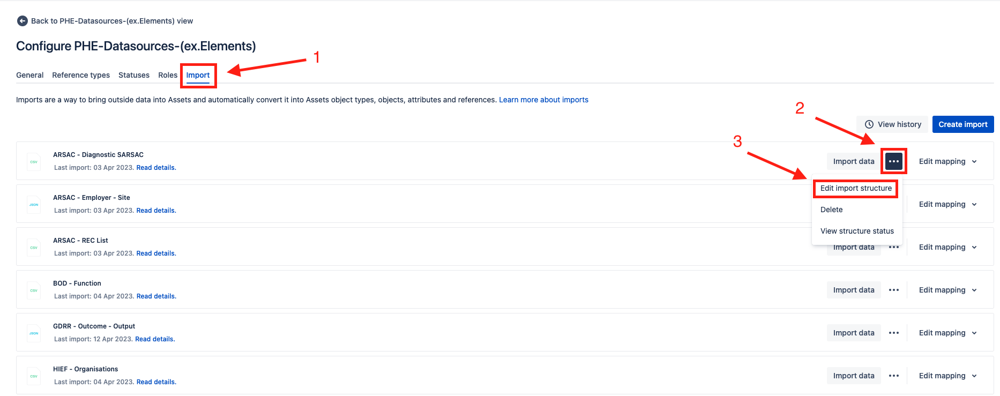 Back to PHE-Datasources-(ex.Elements) view
Configure PHE-Datasources-(ex.Elements)
1
General Reference types Statuses Roles Import
Imports are a way to bring outside data into Assets and automatically convert it into Assets object types, objects, attributes and references. Learn more about imports
2
View history Create import
3
ARSAC - Diagnostic SARSAC
CSV
Last import: 03 Apr 2023. Read details.
Import data ••• Edit mapping
Edit import structure
Delete
View structure status
ARSAC - Employer - Site
JSON
Last import: 03 Apr 2023. Read details.
Edit mapping
ARSAC - REC List
CSV
Last import: 03 Apr 2023. Read details.
Import data ••• Edit mapping
BOD - Function
CSV
Last import: 04 Apr 2023. Read details.
Import data ••• Edit mapping
GDRR - Outcome - Output
JSON
Last import: 12 Apr 2023. Read details.
Import data ••• Edit mapping
HIEF - Organisations
CSV
Last import: 04 Apr 2023. Read details.
Import data ••• Edit mapping